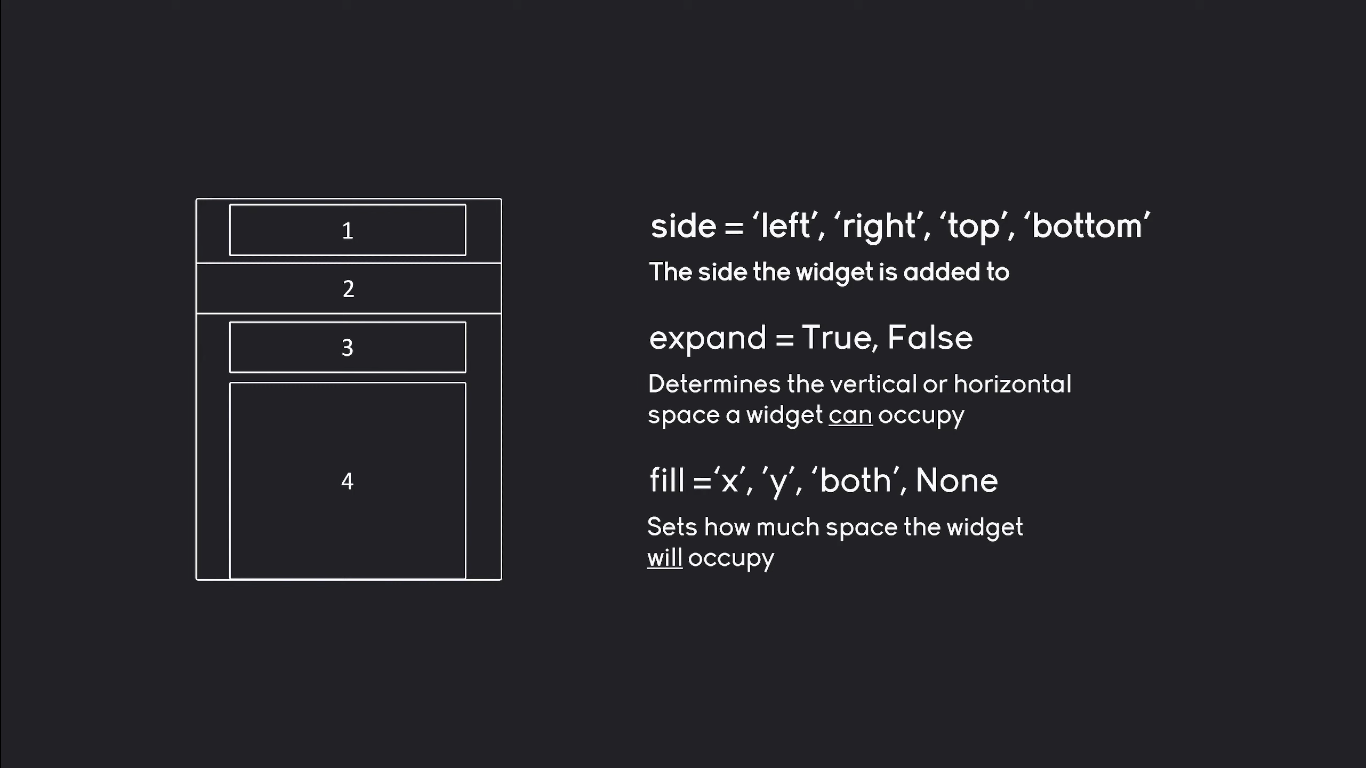 1
2
3
4
side = ‘left’, ‘right’, ‘top’, ‘bottom’
The side the widget is added to
expand = True, False
Determines the vertical or horizontal
space a widget can occupy
fill =‘x’, ’y’, ‘both’, None
Sets how much space the widget
will occupy